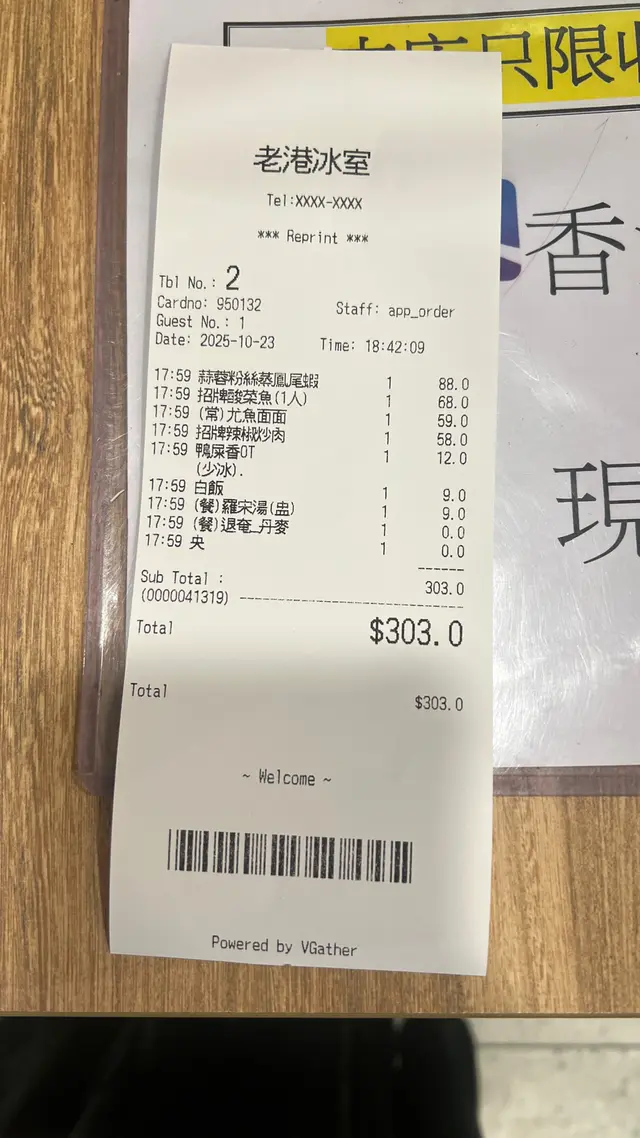 只限
香
現
老港冰室
Tel:XXXX-XXXX
*** Reprint ***
Tbl No.: 2
Cardno: 950132 Staff: app_order
Guest No.: 1
Date: 2025-10-23 Time: 18:42:09
17:59 蒜蓉粉絲蒸鳳尾蝦 1 88.0
17:59 招牌酸菜魚(1人) 1 68.0
17:59 (常)尤魚面面 1 59.0
17:59 招牌辣椒炒肉 1 58.0
17:59 鴨屎香OT 1 12.0
(少冰).
17:59 白飯 1 9.0
17:59 (餐)羅宋湯(盅) 1 9.0
17:59 (餐)退奄_丹麥 1 0.0
17:59 央 1 0.0
Sub Total : 303.0
(0000041319)
Total $303.0
Total $303.0
~ Welcome ~
Powered by VGather